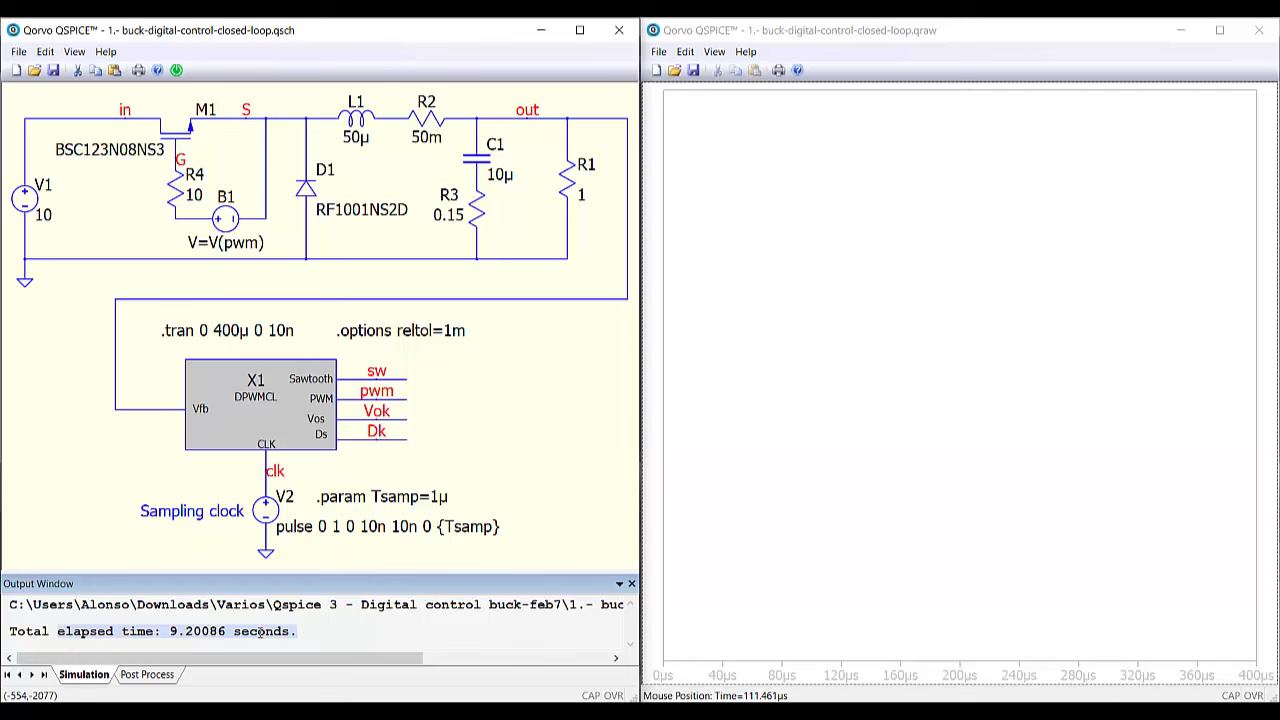 Qorvo QSPICE™ - 1.- buck-digital-control-closed-loop.qsch
File Edit View Help
in
M1
S
L1
50µ
R2
50m
out
BSC123N08NS3
G
R4
10
B1
V=V(pwm)
V1
10
D1
RF1001NS2D
C1
10µ
R3
0.15
R1
1
.tran 0 400µ 0 10n
.options reltol=1m
X1
DPWMCL
Vfb
Sawtooth
PWM
Vos
Ds
CLK
sw
pwm
Vok
Dk
clk
V2
.param Tsamp=1µ
Sampling clock
pulse 0 1 0 10n 10n 0 {Tsamp}
Output Window
C:\Users\Alonso\Downloads\Varios\Qspice 3 - Digital control buck-feb7\1.- buc
Total elapsed time: 9.20086 seconds.
Simulation
Post Process
(-554,-2077)
CAP OVR
Qorvo QSPICE™ - 1.- buck-digital-control-closed-loop.qraw
File Edit View Help
0µs 40µs 80µs 120µs 160µs 200µs 240µs 280µs 320µs 360µs 400µs
Mouse Position: Time=111.461µs
CAP OVR